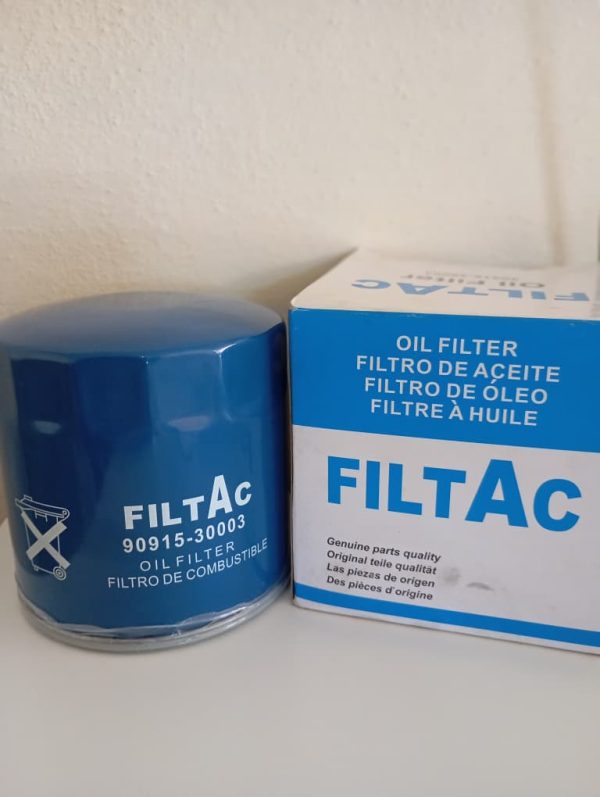 FILTAC
90915-30003
OIL FILTER
FILTRO DE COMBUSTIBLE
FILTAC
Oil Filter
OIL FILTER
FILTRO DE ACEITE
FILTRO DE ÓLEO
FILTRE À HUILE
FILTAC
Genuine parts quality
Original teile qualität
Las piezas de origen
Des pièces d'origine